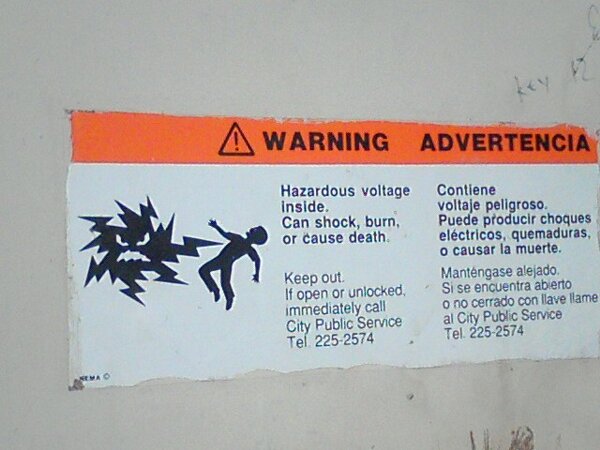 WARNING ADVERTENCIA
Hazardous voltage
inside.
Can shock, burn,
or cause death.
Keep out.
If open or unlocked,
immediately call
City Public Service
Tel. 225-2574
Contiene
voltaje peligroso.
Puede producir choques
eléctricos, quemaduras,
o causar la muerte.
Manténgase alejado.
Si se encuentra abierto
o no cerrado con llave llame
al City Public Service
Tel. 225-2574
NEMA ©
key